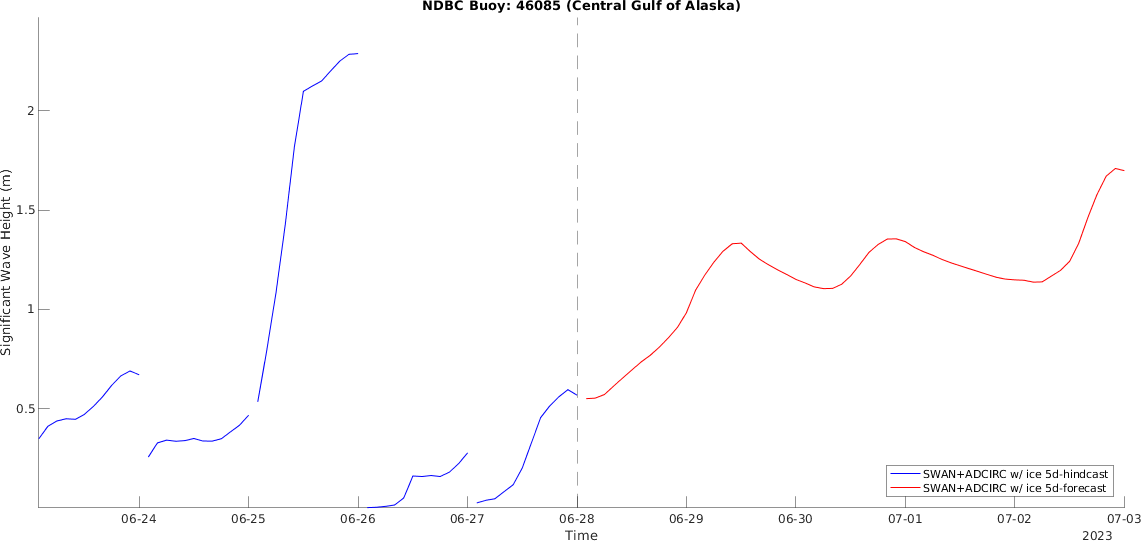 NDBC Buoy: 46085 (Central Gulf of Alaska)
Significant Wave Height (m)
2
1.5
1
0.5
SWAN+ADCIRC w/ ice 5d-hindcast
SWAN+ADCIRC w/ ice 5d-forecast
06-24 06-25 06-26 06-27 06-28 06-29 06-30 07-01 07-02 07-03
Time
2023